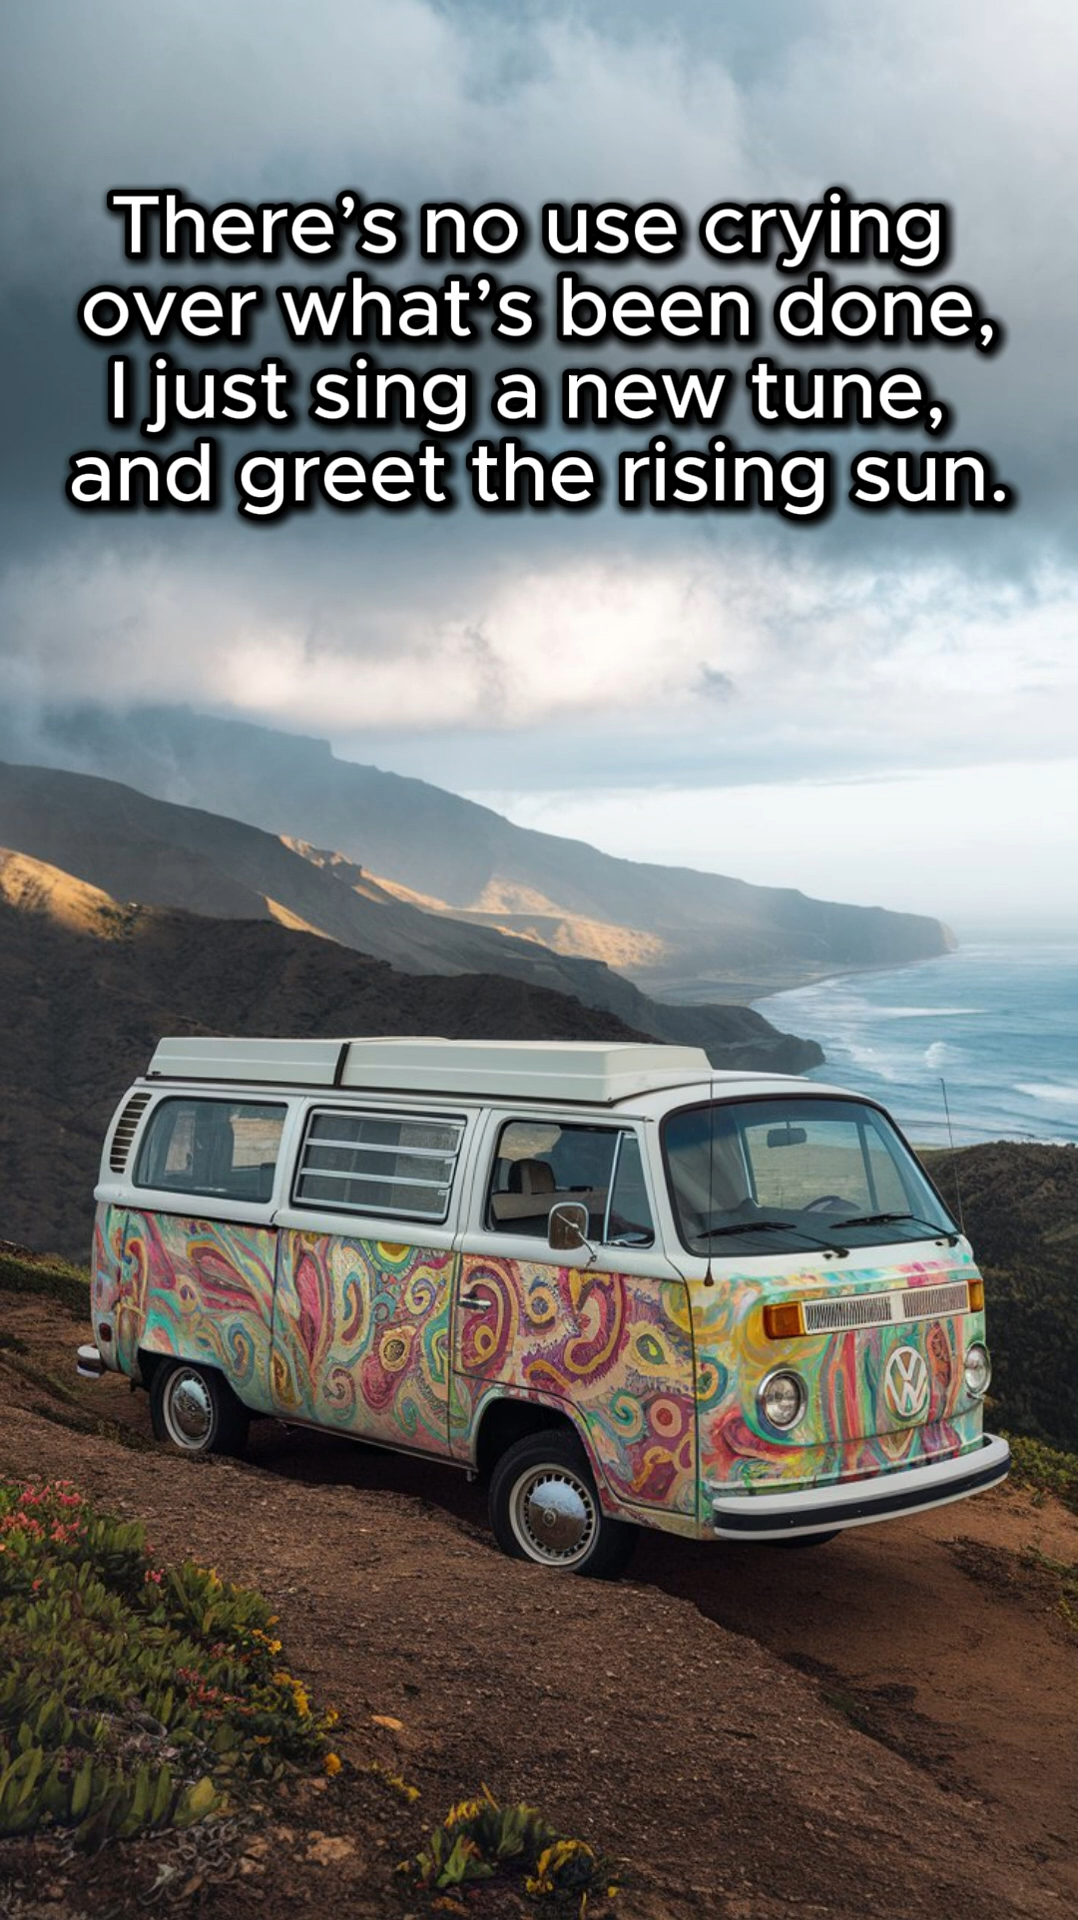 There’s no use crying
over what’s been done,
I just sing a new tune,
and greet the rising sun.